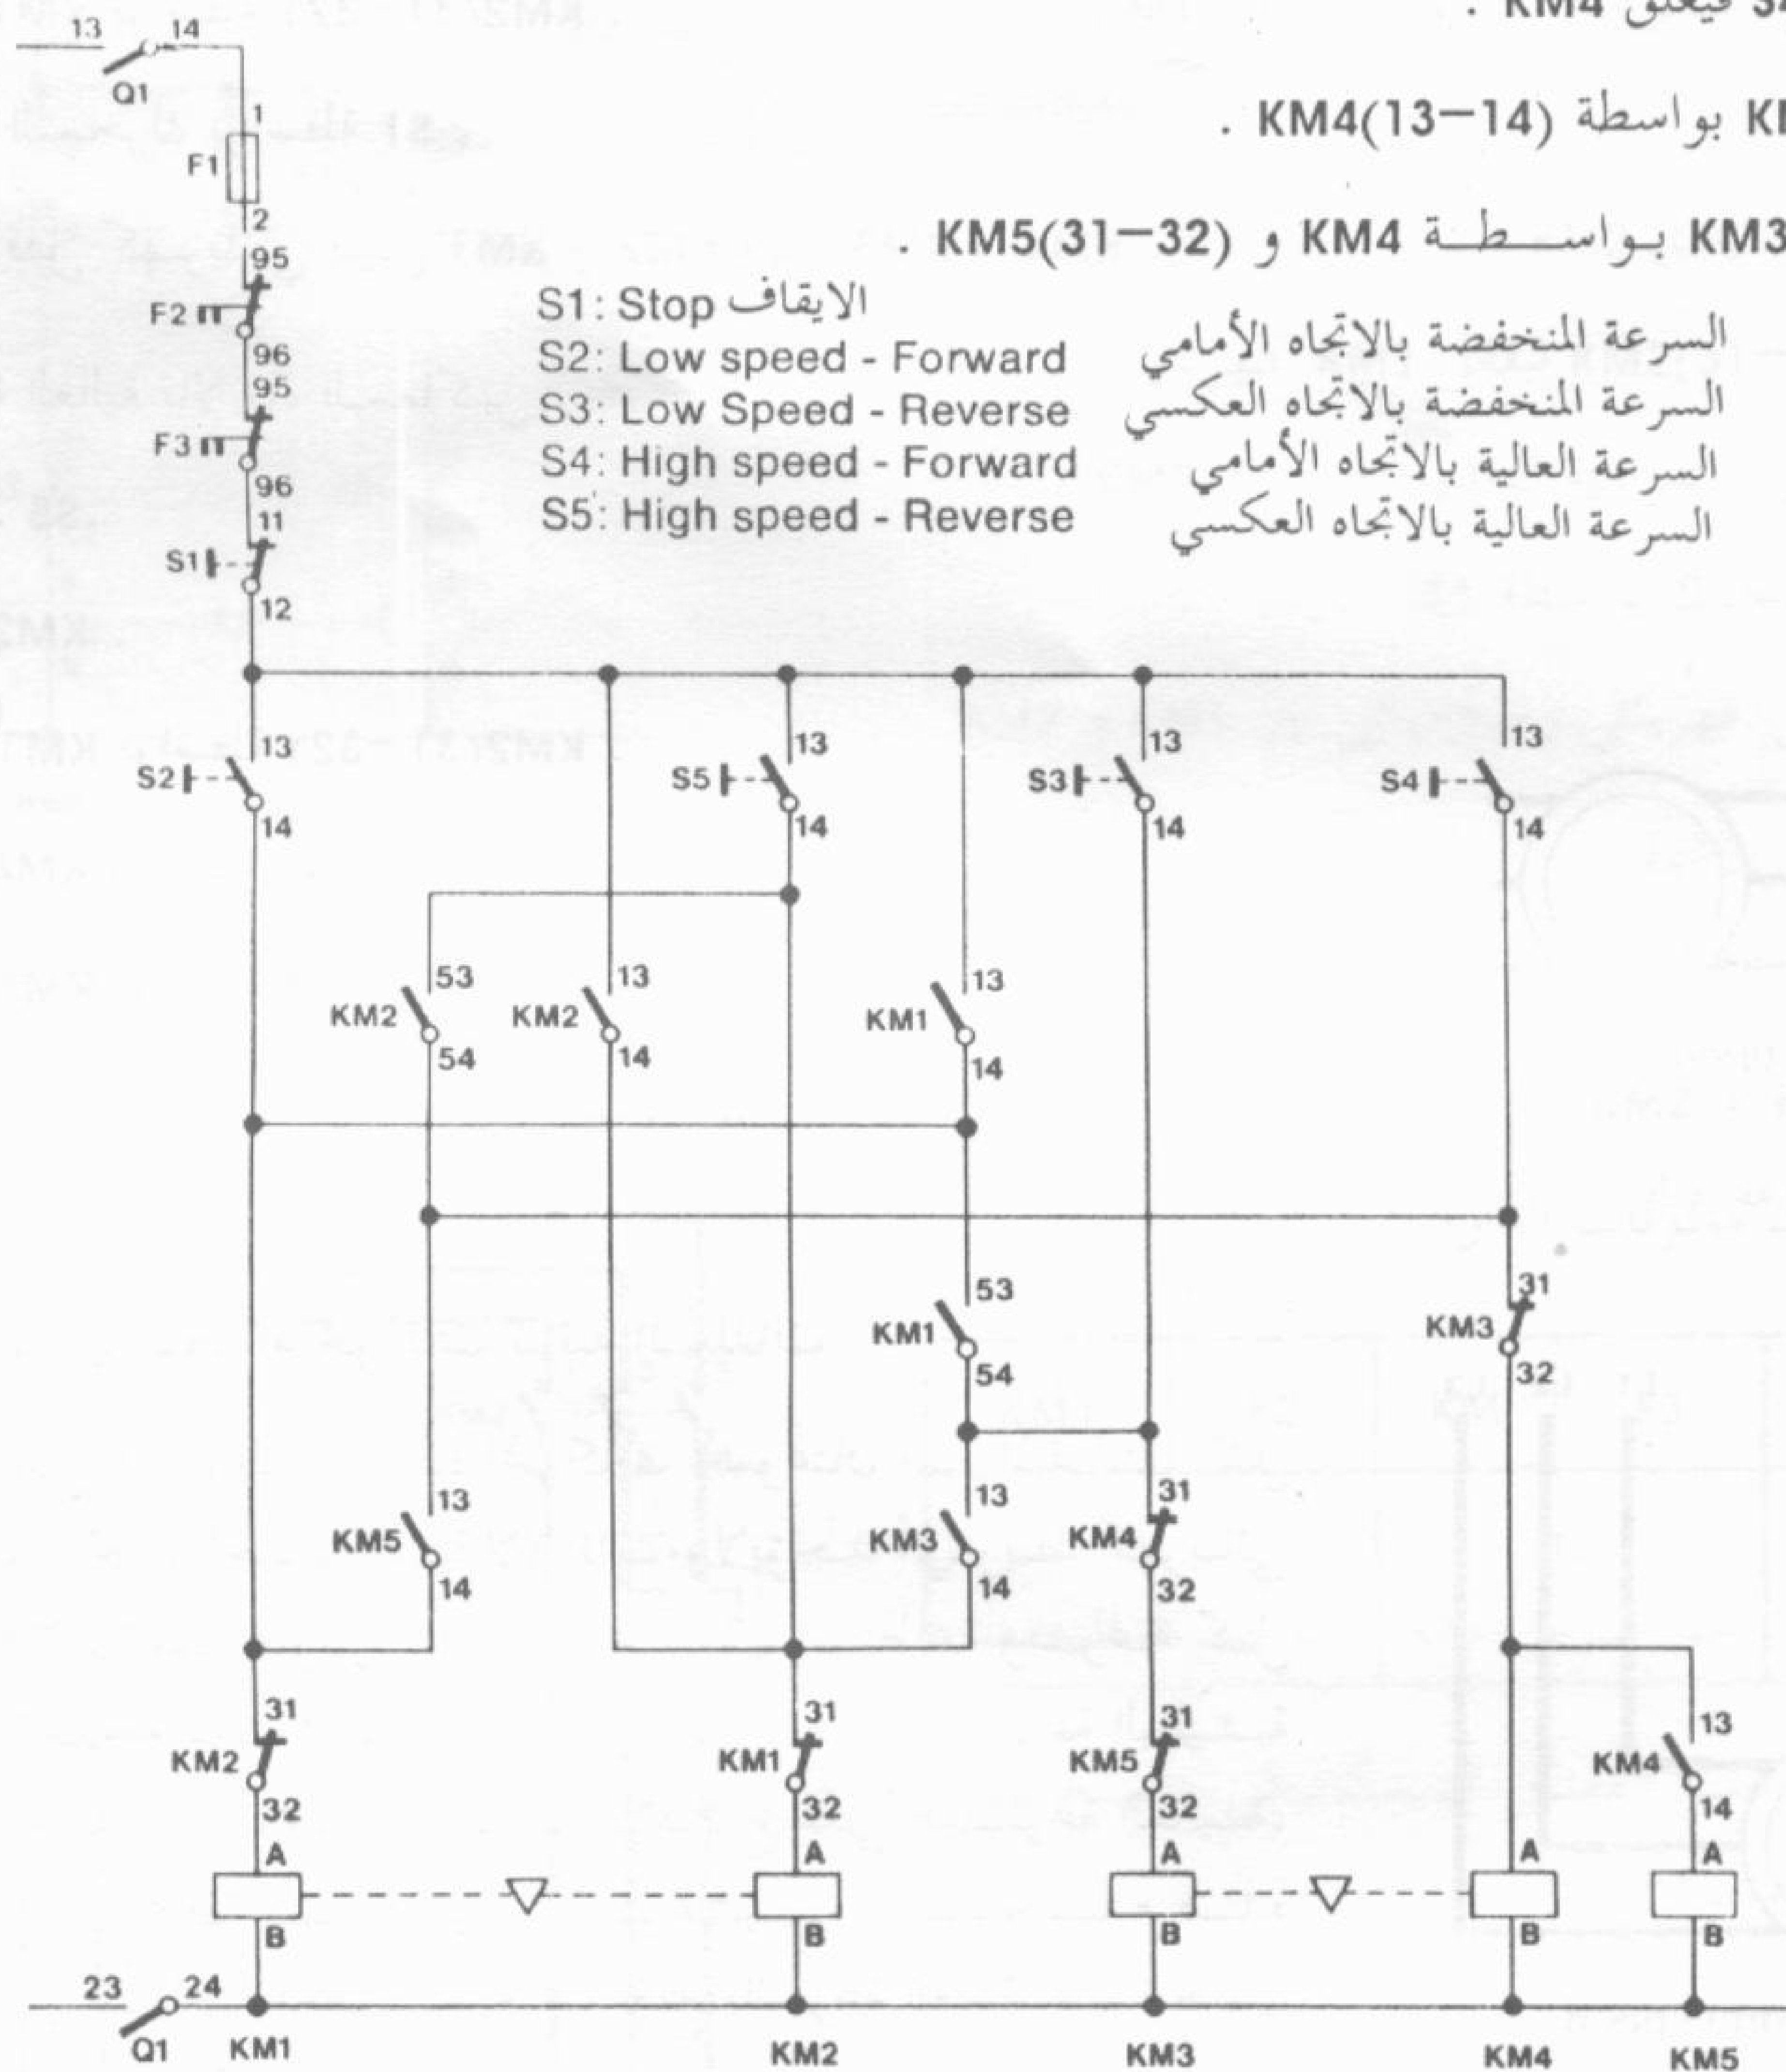 . KM4 فيغلق S4
13 14
Q1
. KM4(13-14) بواسطة
. KM5(31-32) و KM4 بواسطة KM3
1
F1
2
95
F2
96
95
F3
96
11
S1
12
S1: Stop الايقاف
S2: Low speed - Forward السرعة المنخفضة بالاتجاه الأمامي
S3: Low Speed - Reverse السرعة المنخفضة بالاتجاه العكسي
S4: High speed - Forward السرعة العالية بالاتجاه الأمامي
S5: High speed - Reverse السرعة العالية بالاتجاه العكسي
13 13 13 13
S2 S5 S3 S4
14 14 14 14
53 13 13
KM2 KM2 KM1
54 14 14
53 31
KM1 KM3
54 32
13 13 31
KM5 KM3 KM4
14 14 32
31 31 31 13
KM2 KM1 KM5 KM4
32 32 32 14
A A A A A
B B B B B
23 24
Q1 KM1 KM2 KM3 KM4 KM5